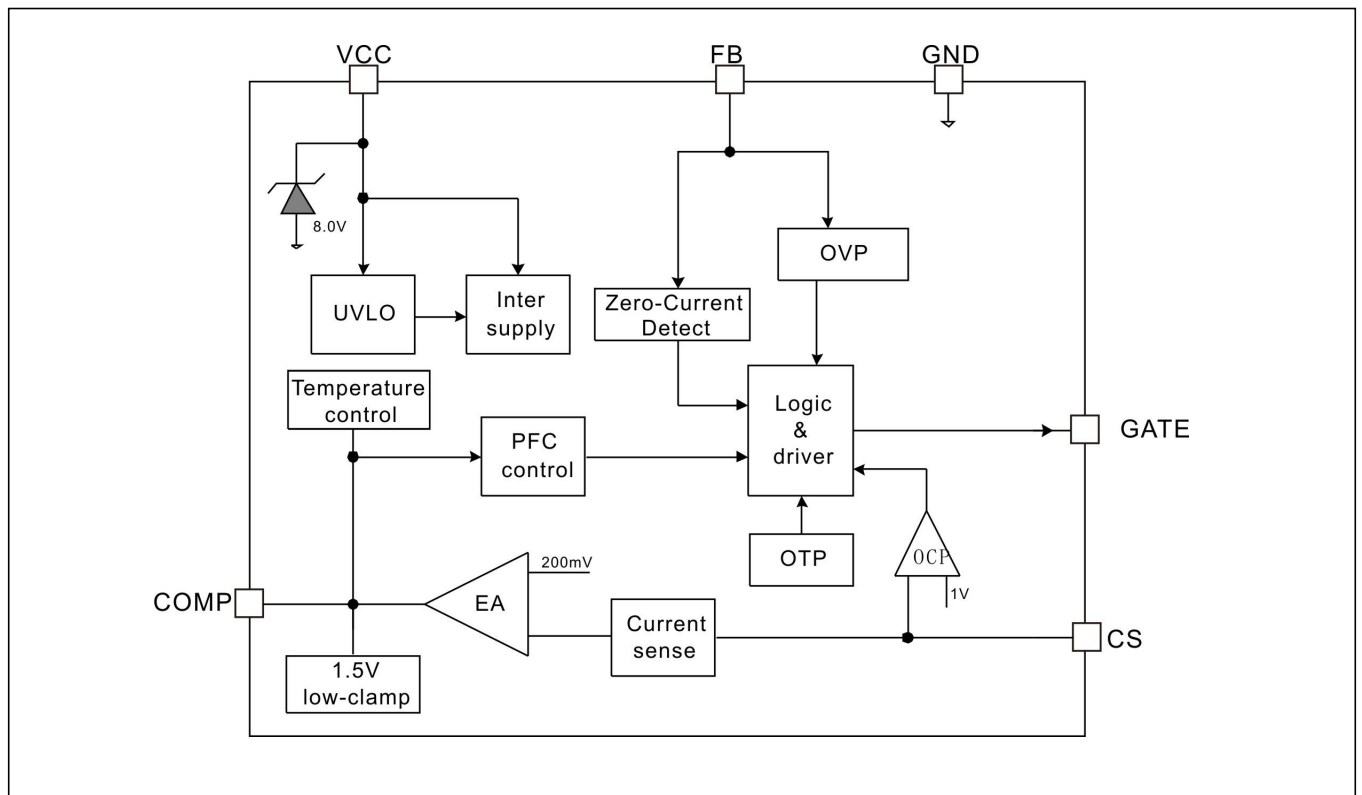 VCC
FB
GND
8.0V
OVP
UVLO
Inter
supply
Zero-Current
Detect
Temperature
control
PFC
control
Logic
&
driver
GATE
OTP
OCP
200mV
1V
COMP
EA
Current
sense
CS
1.5V
low-clamp